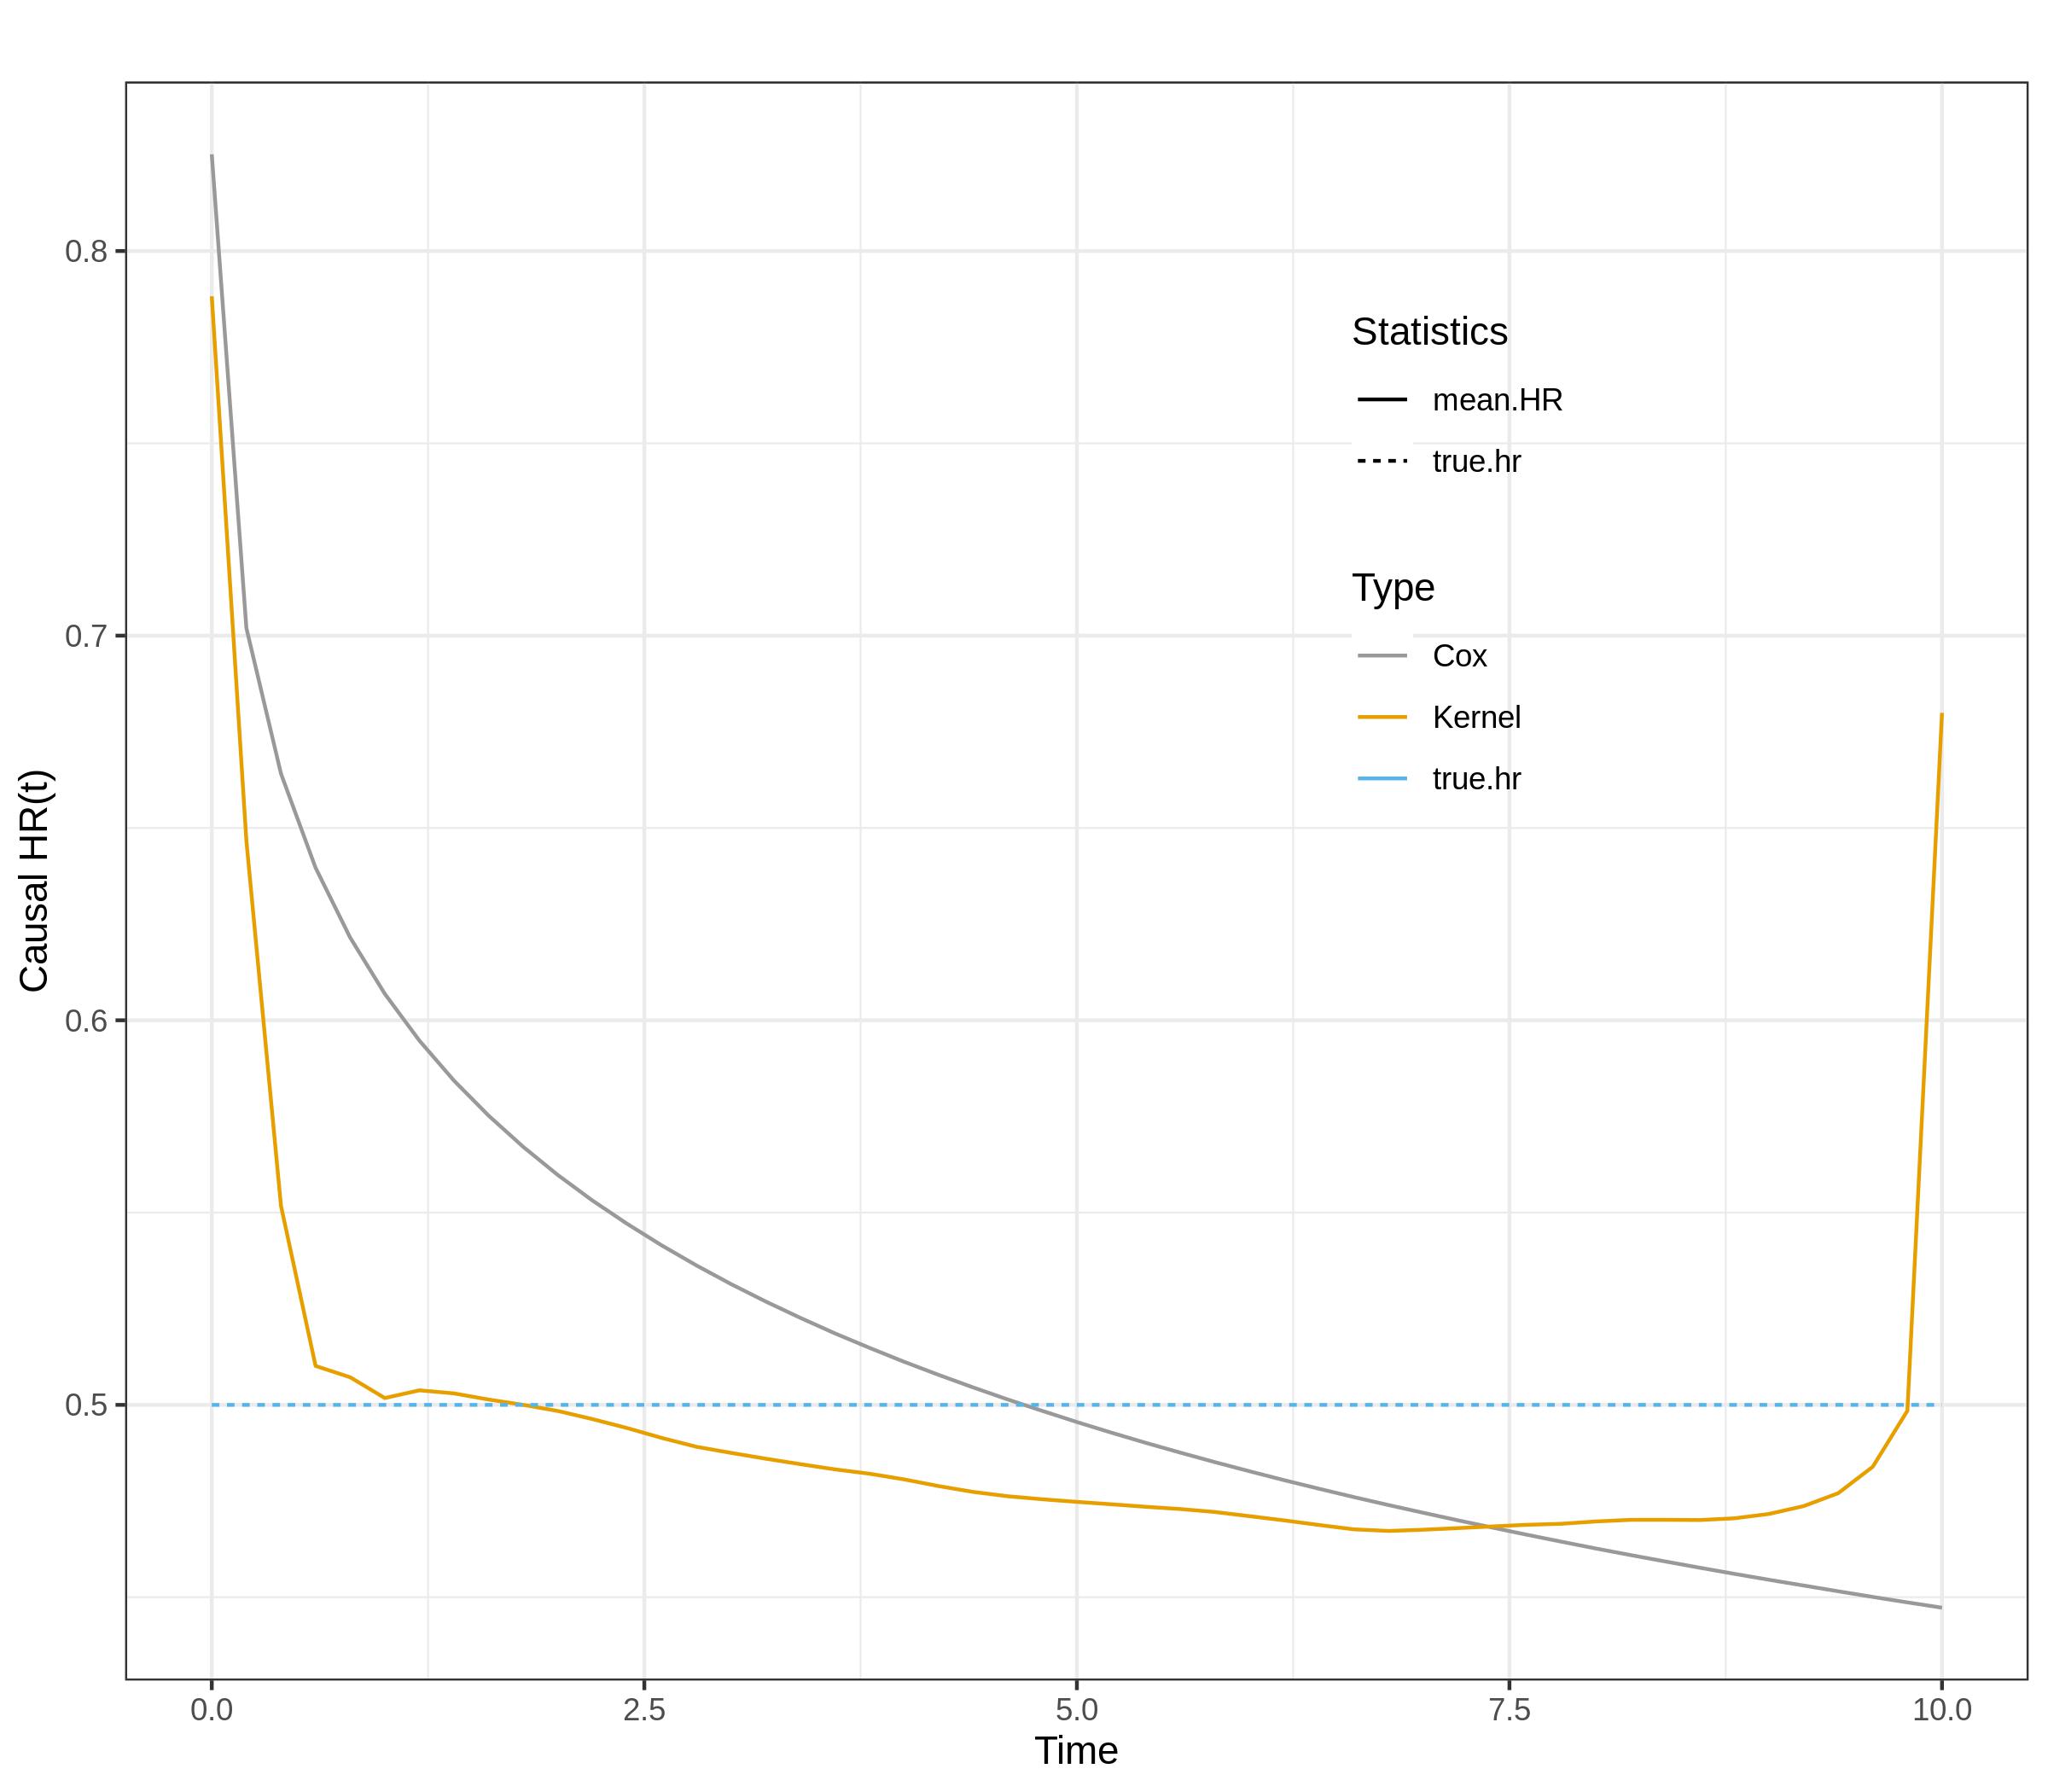 Causal HR(t)
0.8
0.7
0.6
0.5
Statistics
mean.HR
true.hr
Type
Cox
Kernel
true.hr
0.0 2.5 5.0 7.5 10.0
Time